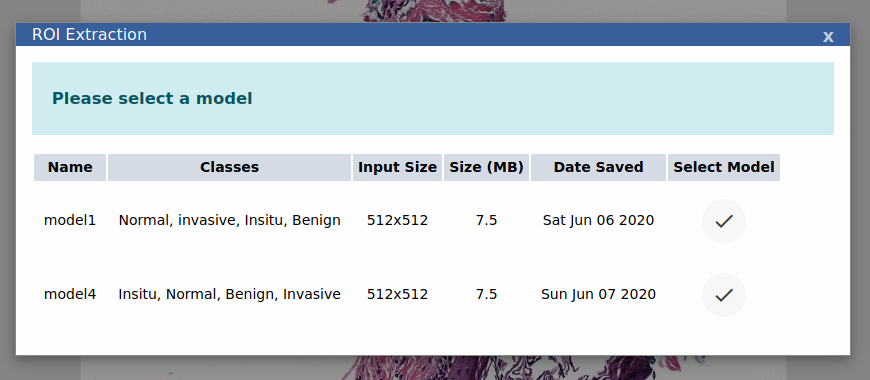 ROI Extraction x
Please select a model
Name Classes Input Size Size (MB) Date Saved Select Model
model1 Normal, invasive, Insitu, Benign 512x512 7.5 Sat Jun 06 2020
model4 Insitu, Normal, Benign, Invasive 512x512 7.5 Sun Jun 07 2020